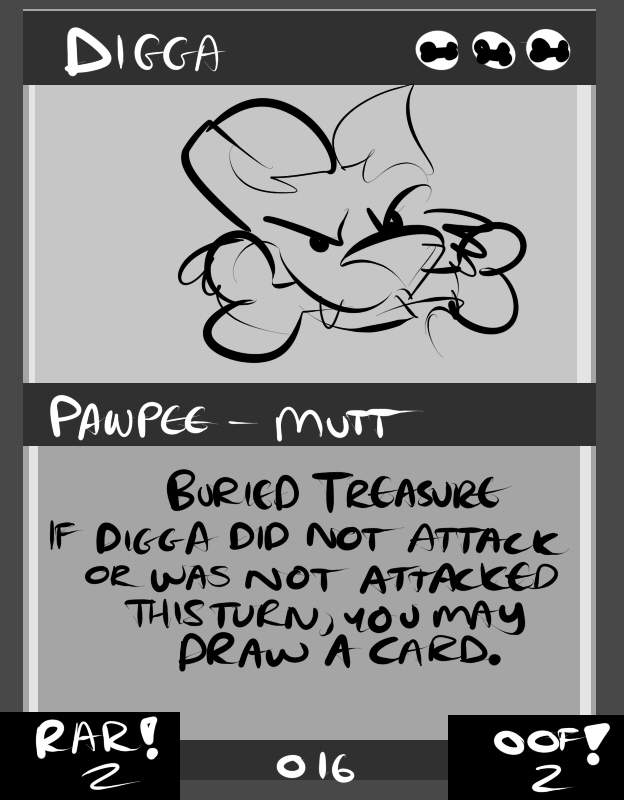 DIGGA
PAWPEE - MUTT
BURIED TREASURE
IF DIGGA DID NOT ATTACK
OR WAS NOT ATTACKED
THIS TURN, YOU MAY
DRAW A CARD.
RAR!
2
016
OOF!
2